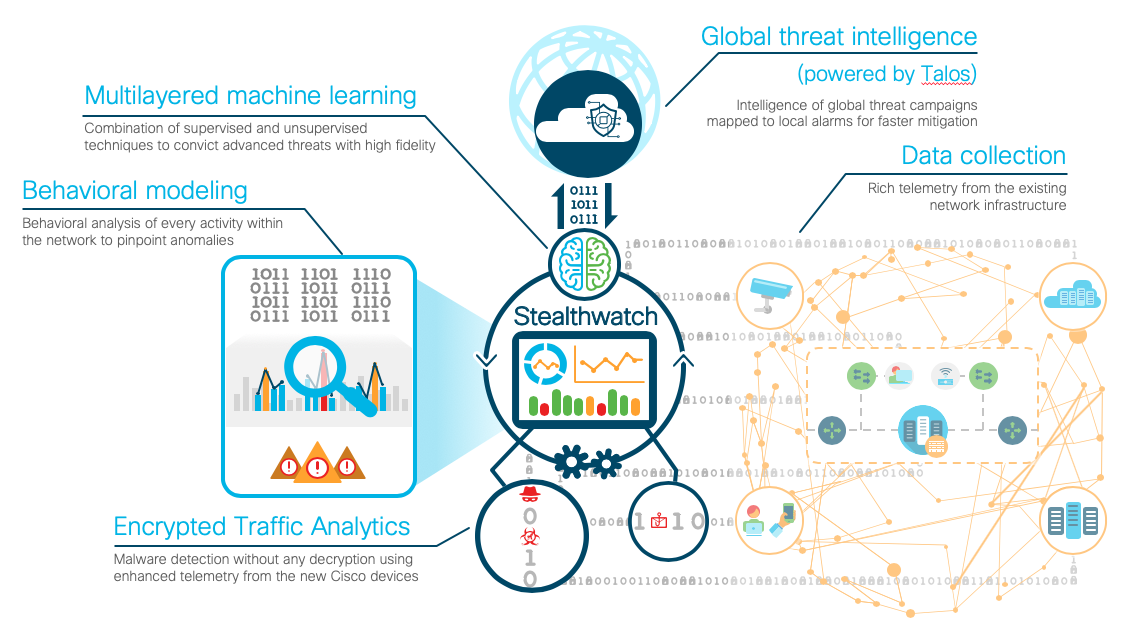 Global threat intelligence
(powered by Talos)
Intelligence of global threat campaigns
mapped to local alarms for faster mitigation
Multilayered machine learning
Combination of supervised and unsupervised
techniques to convict advanced threats with high fidelity
Data collection
Rich telemetry from the existing
network infrastructure
Behavioral modeling
Behavioral analysis of every activity within
the network to pinpoint anomalies
0111
1011
0111
1011 1101 1110
0111 1011 0111
1011 1101 1110
0111 1011 0111
Stealthwatch
0
1
0
1 1 0
Encrypted Traffic Analytics
Malware detection without any decryption using
enhanced telemetry from the new Cisco devices